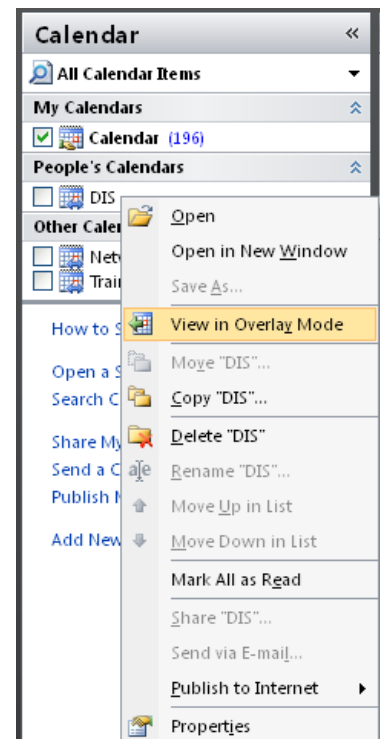 Calendar
All Calendar Items
My Calendars
Calendar (196)
People's Calendars
DIS
Other Caler
Netv
Trai
How to S
Open a S
Search C
Share My
Send a C
Publish M
Add New
Open
Open in New Window
Save As...
View in Overlay Mode
Move "DIS"...
Copy "DIS"...
Delete "DIS"
Rename "DIS"...
Move Up in List
Move Down in List
Mark All as Read
Share "DIS"...
Send via E-mail...
Publish to Internet
Properties